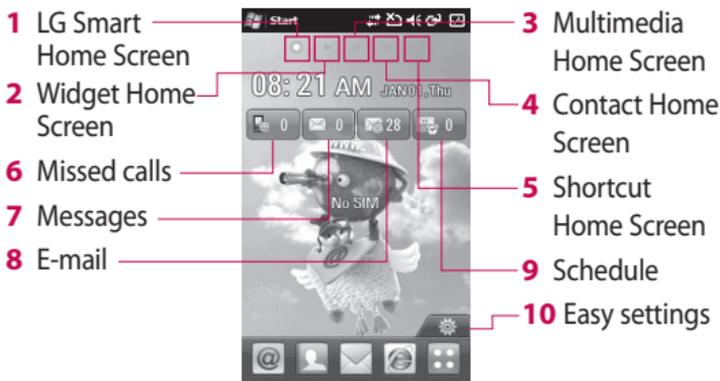 1 LG Smart
Home Screen
2 Widget Home
Screen
6 Missed calls
7 Messages
8 E-mail
Start
08: 21 AM JAN 01, Thu
0 0 28 0
No SIM
@
@
3 Multimedia
Home Screen
4 Contact Home
Screen
5 Shortcut
Home Screen
9 Schedule
10 Easy settings